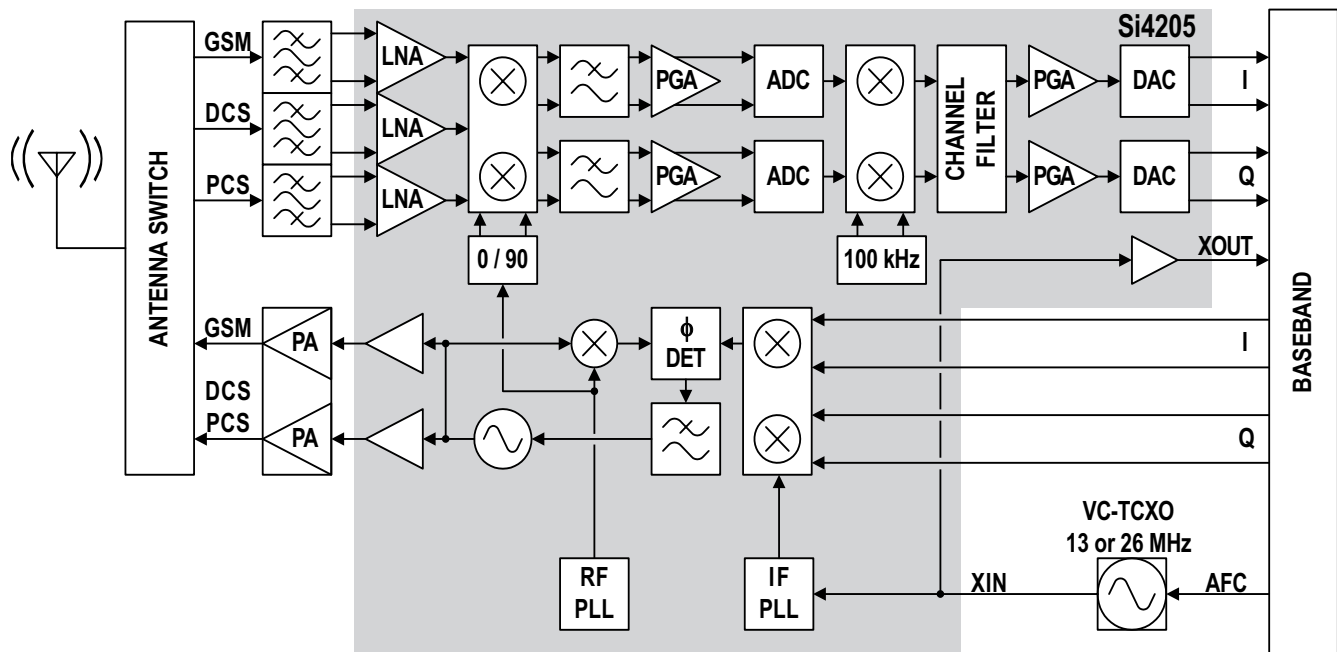 Si4205
GSM
LNA
PGA
ADC
PGA
DAC
I
DCS
LNA
CHANNEL
FILTER
PCS
LNA
PGA
ADC
PGA
DAC
Q
ANTENNA SWITCH
0 / 90
100 kHz
XOUT
BASEBAND
GSM
PA
ϕ
DET
I
DCS
PCS
PA
Q
VC-TCXO
13 or 26 MHz
RF
PLL
IF
PLL
XIN
AFC